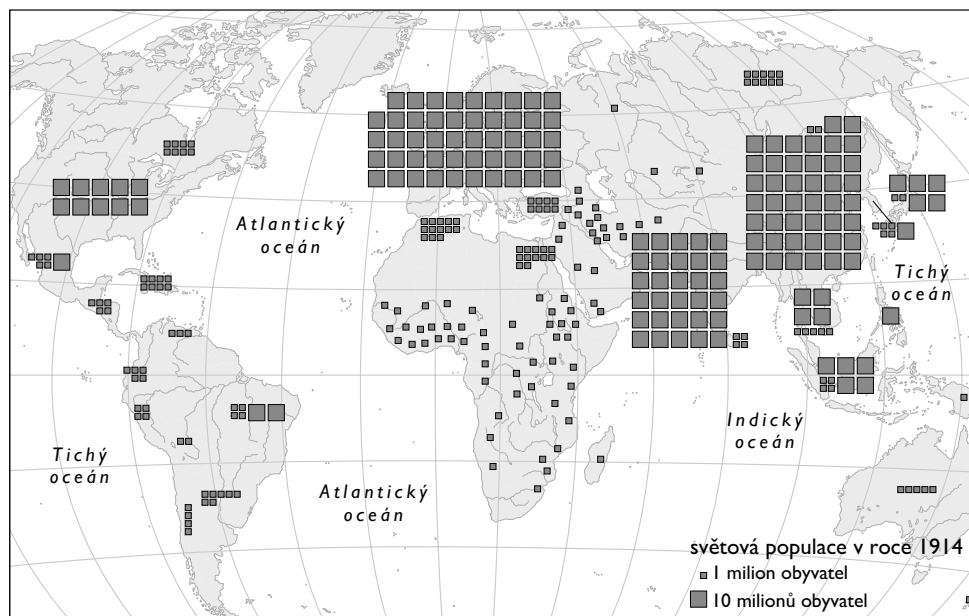 Atlantický
oceán
Tichý
oceán
Indický
oceán
Tichý
oceán
Atlantický
oceán
světová populace v roce 1914
1 milion obyvatel
10 milionů obyvatel